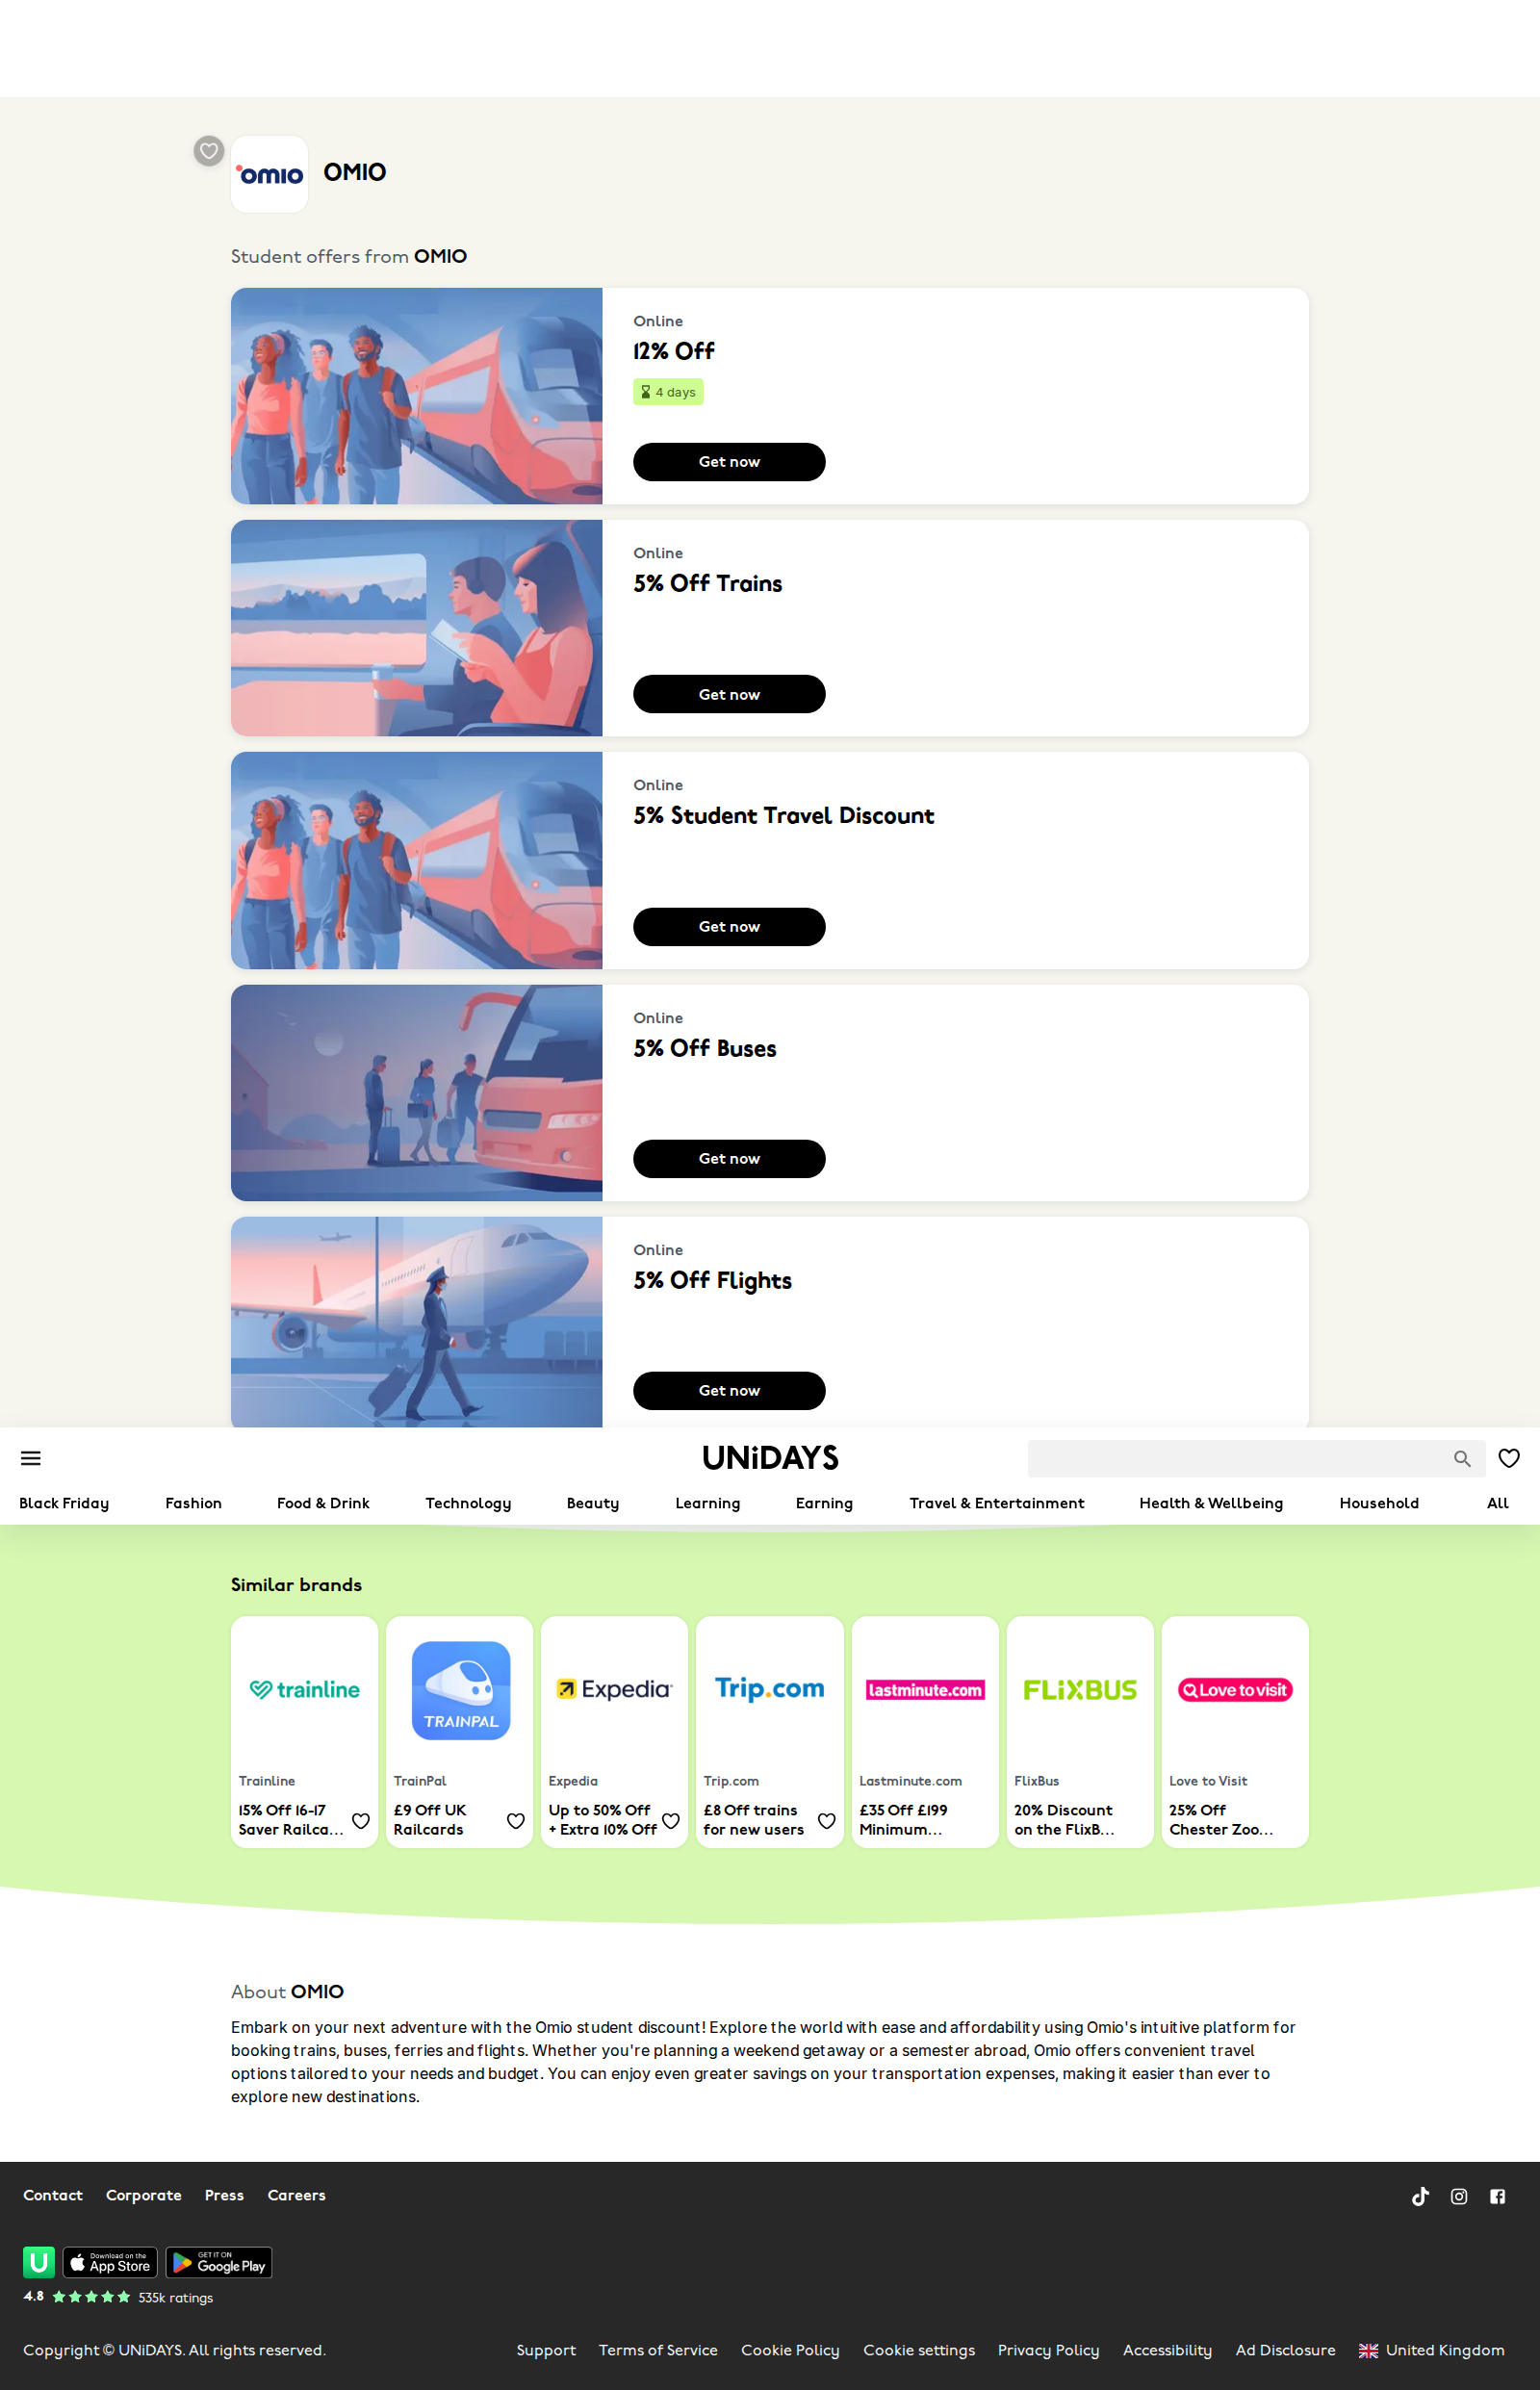 omio
OMIO
Student offers from OMIO
Online
12% Off
4 days
Get now
Online
5% Off Trains
Get now
Online
5% Student Travel Discount
Get now
Online
5% Off Buses
Get now
Online
5% Off Flights
Get now
UNiDAYS
Black Friday
Fashion
Food & Drink
Technology
Beauty
Learning
Earning
Travel & Entertainment
Health & Wellbeing
Household
All
Similar brands
trainline
Trainline
15% Off 16-17
Saver Railca...
TRAINPAL
TrainPal
£9 Off UK
Railcards
Expedia
Expedia
Up to 50% Off
+ Extra 10% Off
Trip.com
Trip.com
£8 Off trains
for new users
lastminute.com
Lastminute.com
£35 Off £199
Minimum...
FLiXBUS
FlixBus
20% Discount
on the FlixB...
Love to visit
Love to Visit
25% Off
Chester Zoo...
About OMIO
Embark on your next adventure with the Omio student discount! Explore the world with ease and affordability using Omio's intuitive platform for
booking trains, buses, ferries and flights. Whether you're planning a weekend getaway or a semester abroad, Omio offers convenient travel
options tailored to your needs and budget. You can enjoy even greater savings on your transportation expenses, making it easier than ever to
explore new destinations.
Contact
Corporate
Press
Careers
U
Download on the
App Store
GET IT ON
Google Play
4.8
535k ratings
Copyright © UNiDAYS. All rights reserved.
Support
Terms of Service
Cookie Policy
Cookie settings
Privacy Policy
Accessibility
Ad Disclosure
United Kingdom